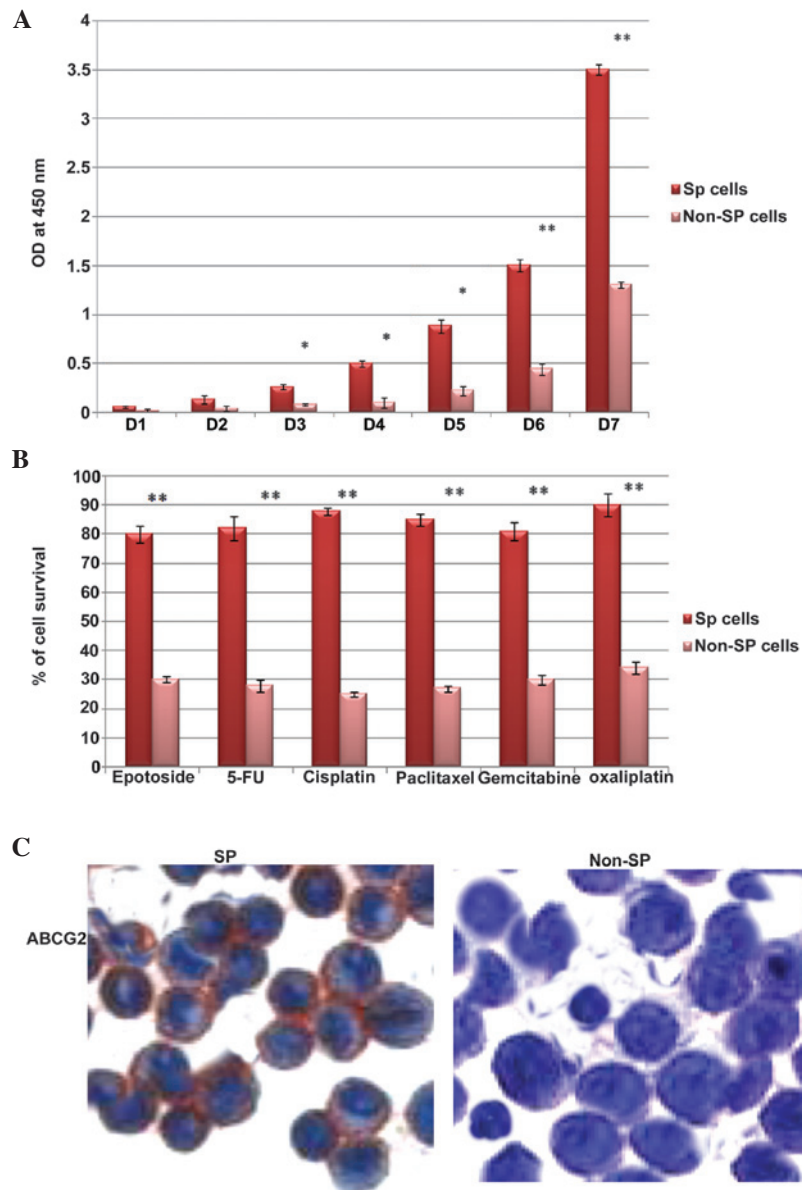 A
**
4
3.5
3
2.5
2
1.5
1
0.5
0
OD at 450 nm
Sp cells
Non-SP cells
**
*
*
*
D1 D2 D3 D4 D5 D6 D7
B
100
90
80
70
60
50
40
30
20
10
0
% of cell survival
** ** ** ** ** **
Sp cells
Non-SP cells
Epotoside 5-FU Cisplatin Paclitaxel Gemcitabine oxaliplatin
C
SP Non-SP
ABCG2